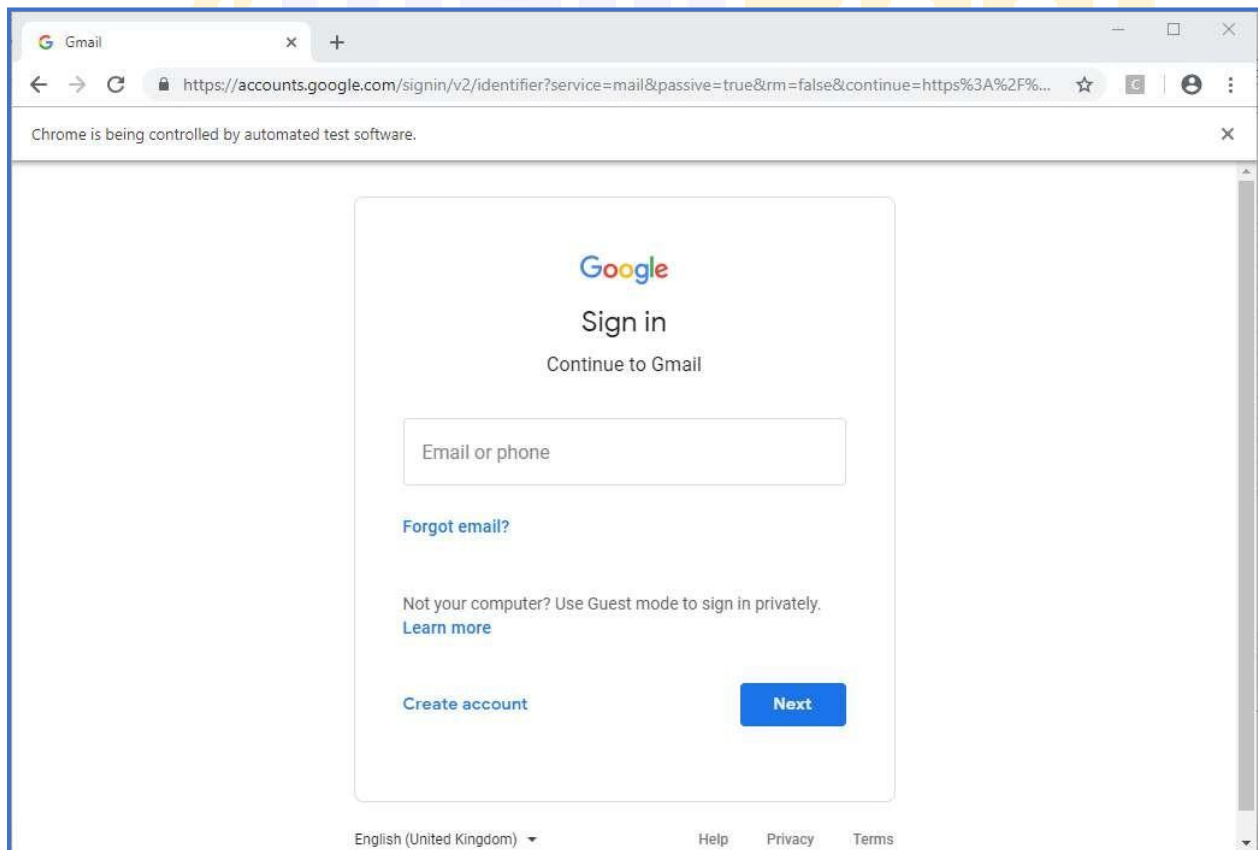 Gmail
https://accounts.google.com/signin/v2/identifier?service=mail&passive=true&rm=false&continue=https%3A%2F%...
Chrome is being controlled by automated test software.
Google
Sign in
Continue to Gmail
Email or phone
Forgot email?
Not your computer? Use Guest mode to sign in privately.
Learn more
Create account
Next
English (United Kingdom)
Help Privacy Terms